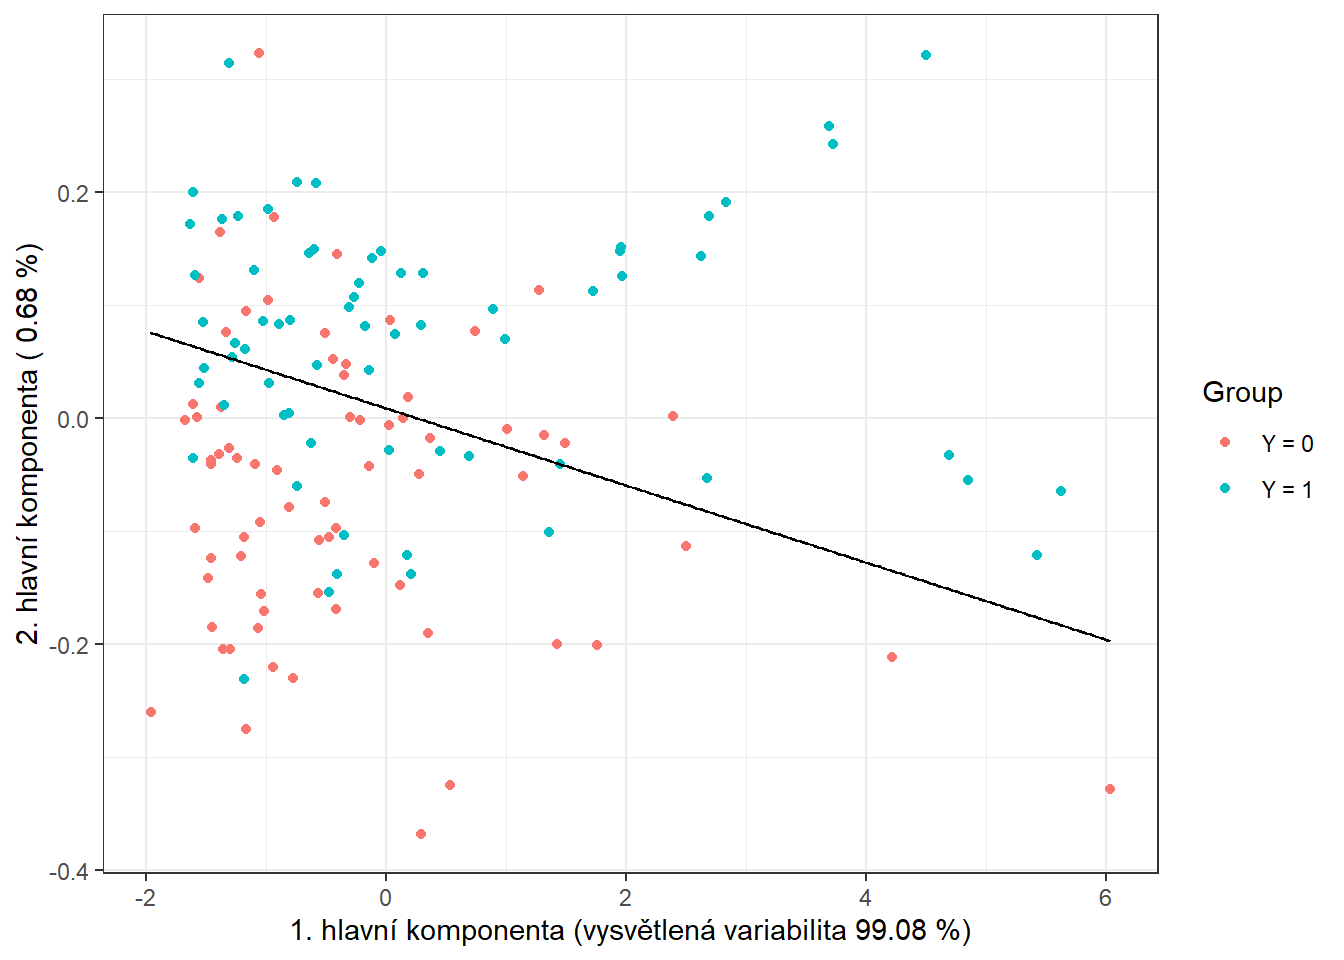 2. hlavní komponenta ( 0.68 %)
0.2
0.0
-0.2
-0.4
-2
0
2
4
6
1. hlavní komponenta (vysvětlená variabilita 99.08 %)
Group
Y = 0
Y = 1